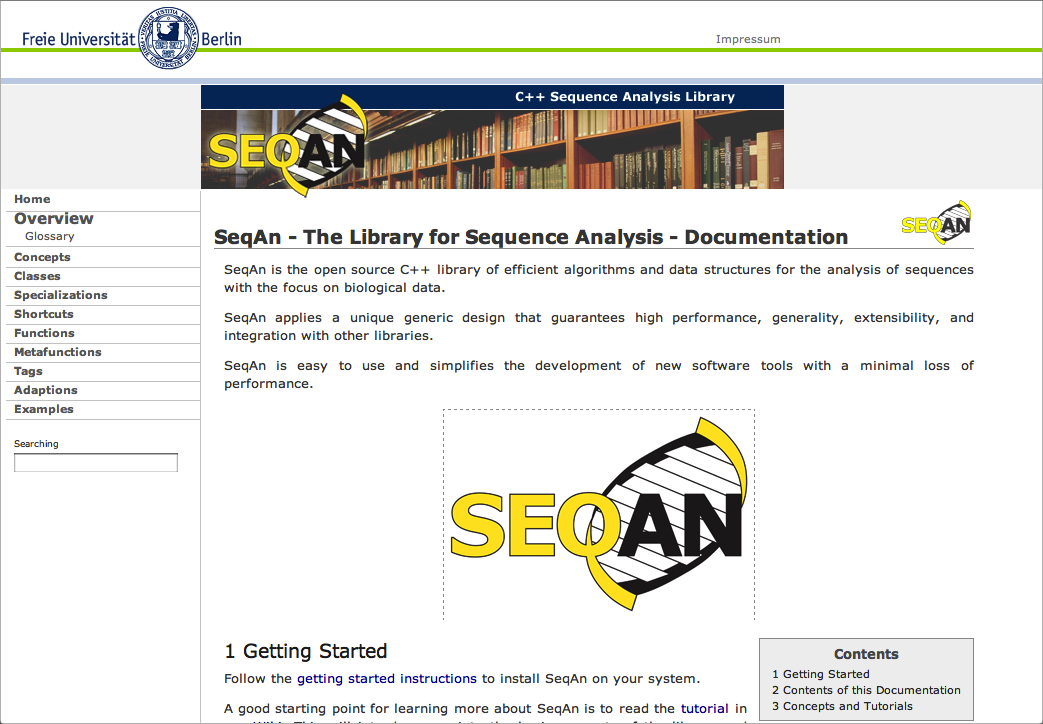 Freie Universität Berlin
Impressum
C++ Sequence Analysis Library
SEQAN
Home
Overview
Glossary
Concepts
Classes
Specializations
Shortcuts
Functions
Metafunctions
Tags
Adaptions
Examples
Searching
SEQAN
SeqAn - The Library for Sequence Analysis - Documentation
SeqAn is the open source C++ library of efficient algorithms and data structures for the analysis of sequences
with the focus on biological data.
SeqAn applies a unique generic design that guarantees high performance, generality, extensibility, and
integration with other libraries.
SeqAn is easy to use and simplifies the development of new software tools with a minimal loss of
performance.
SEQAN
1 Getting Started
Follow the getting started instructions to install SeqAn on your system.
A good starting point for learning more about SeqAn is to read the tutorial in
Contents
1 Getting Started
2 Contents of this Documentation
3 Concepts and Tutorials